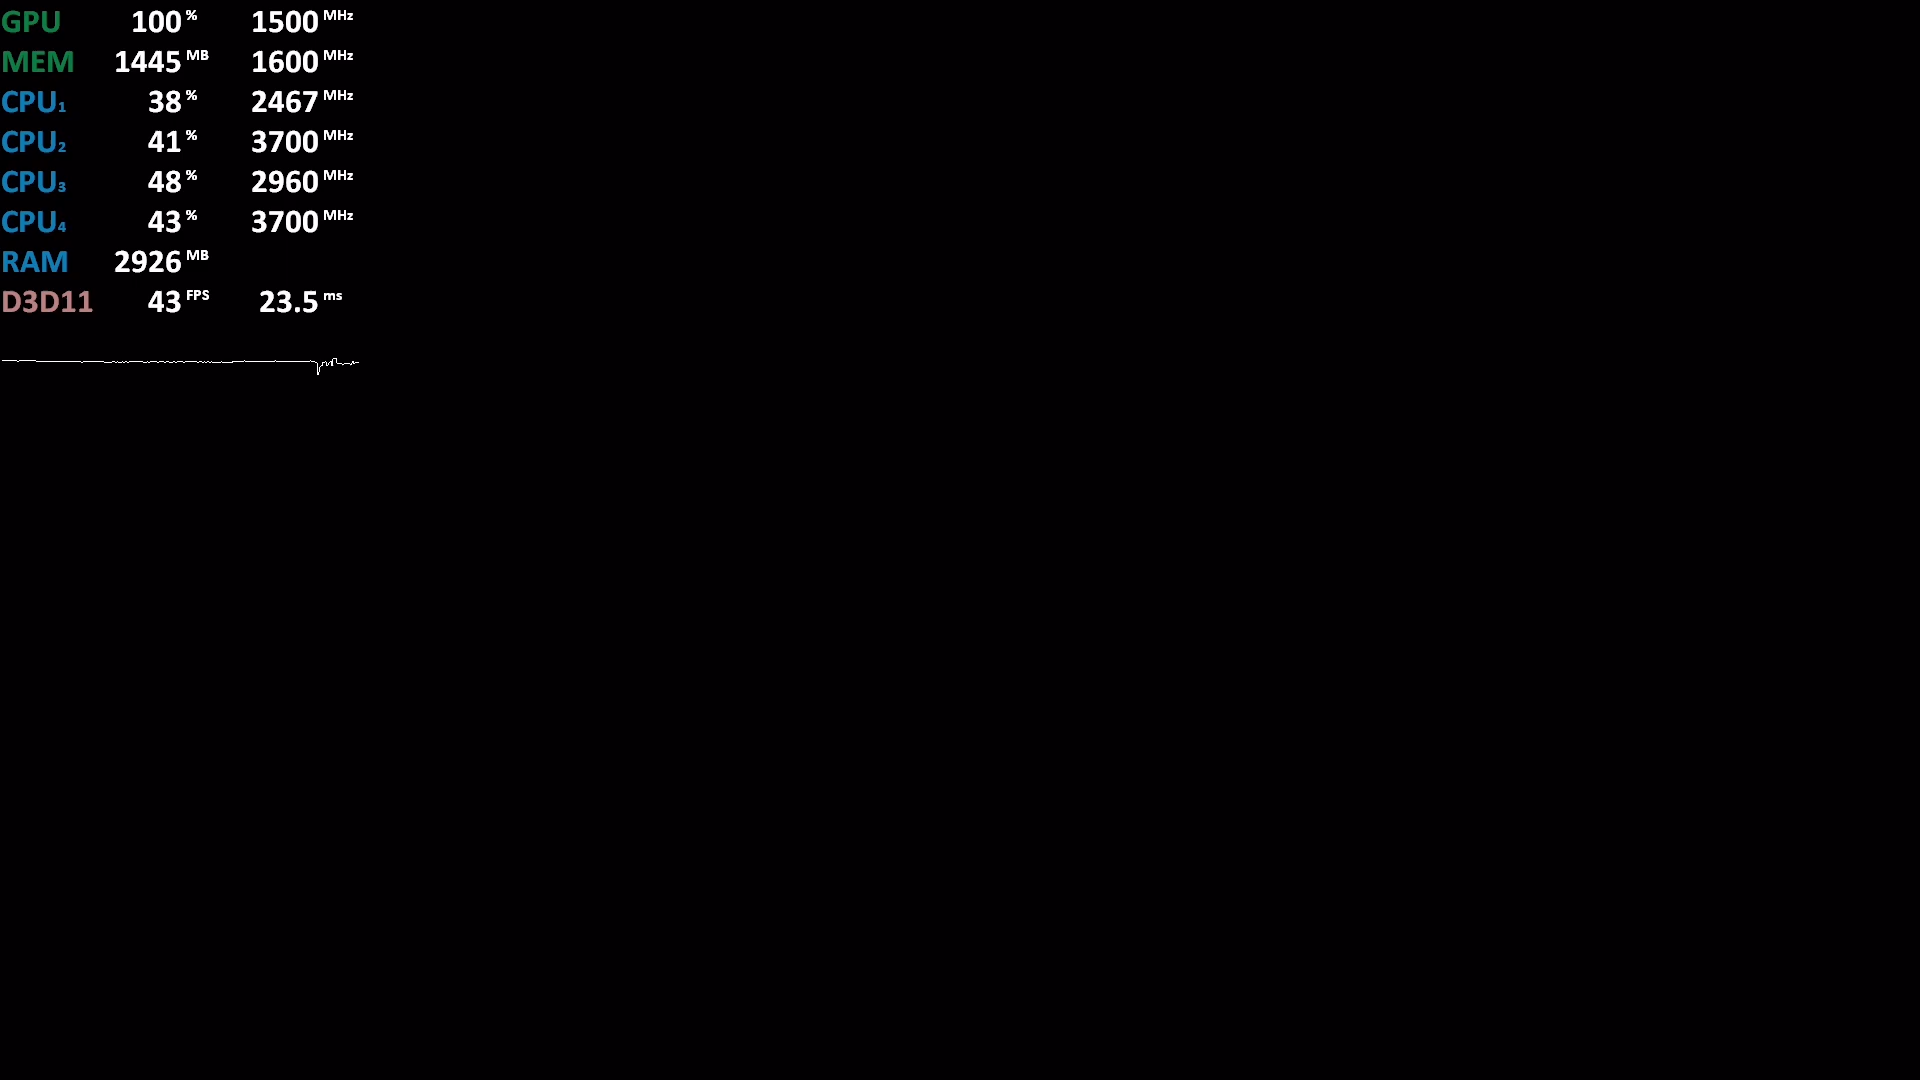 GPU 100 % 1500 MHz
MEM 1445 MB 1600 MHz
CPU1 38 % 2467 MHz
CPU2 41 % 3700 MHz
CPU3 48 % 2960 MHz
CPU4 43 % 3700 MHz
RAM 2926 MB
D3D11 43 FPS 23.5 ms